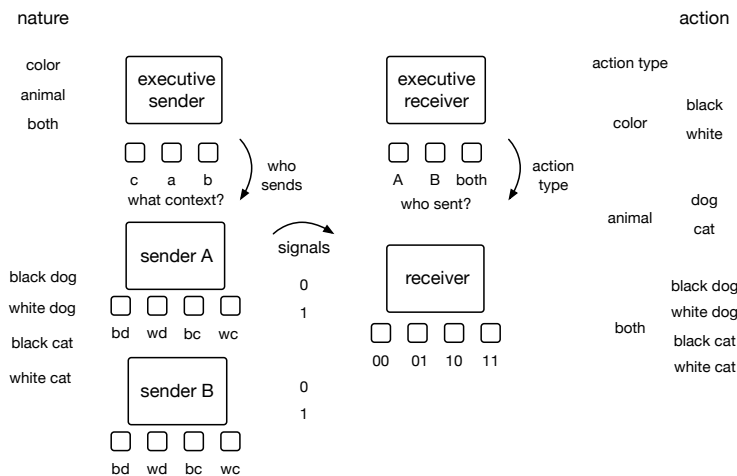 nature
action
color
animal
both
executive
sender
c a b
what context?
who
sends
executive
receiver
A B both
who sent?
action
type
action type
color
black
white
animal
dog
cat
both
black dog
white dog
black cat
white cat
black dog
white dog
black cat
white cat
sender A
bd wd bc wc
sender B
bd wd bc wc
signals
0
1
0
1
receiver
00 01 10 11